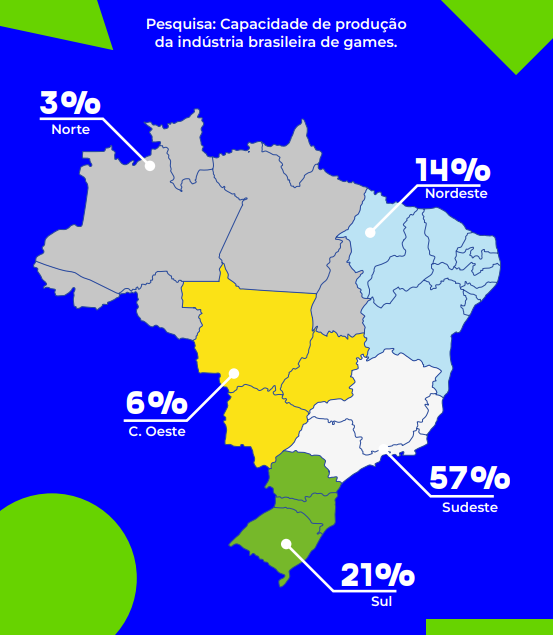 Pesquisa: Capacidade de produção
da indústria brasileira de games.
3%
Norte
14%
Nordeste
6%
C. Oeste
57%
Sudeste
21%
Sul